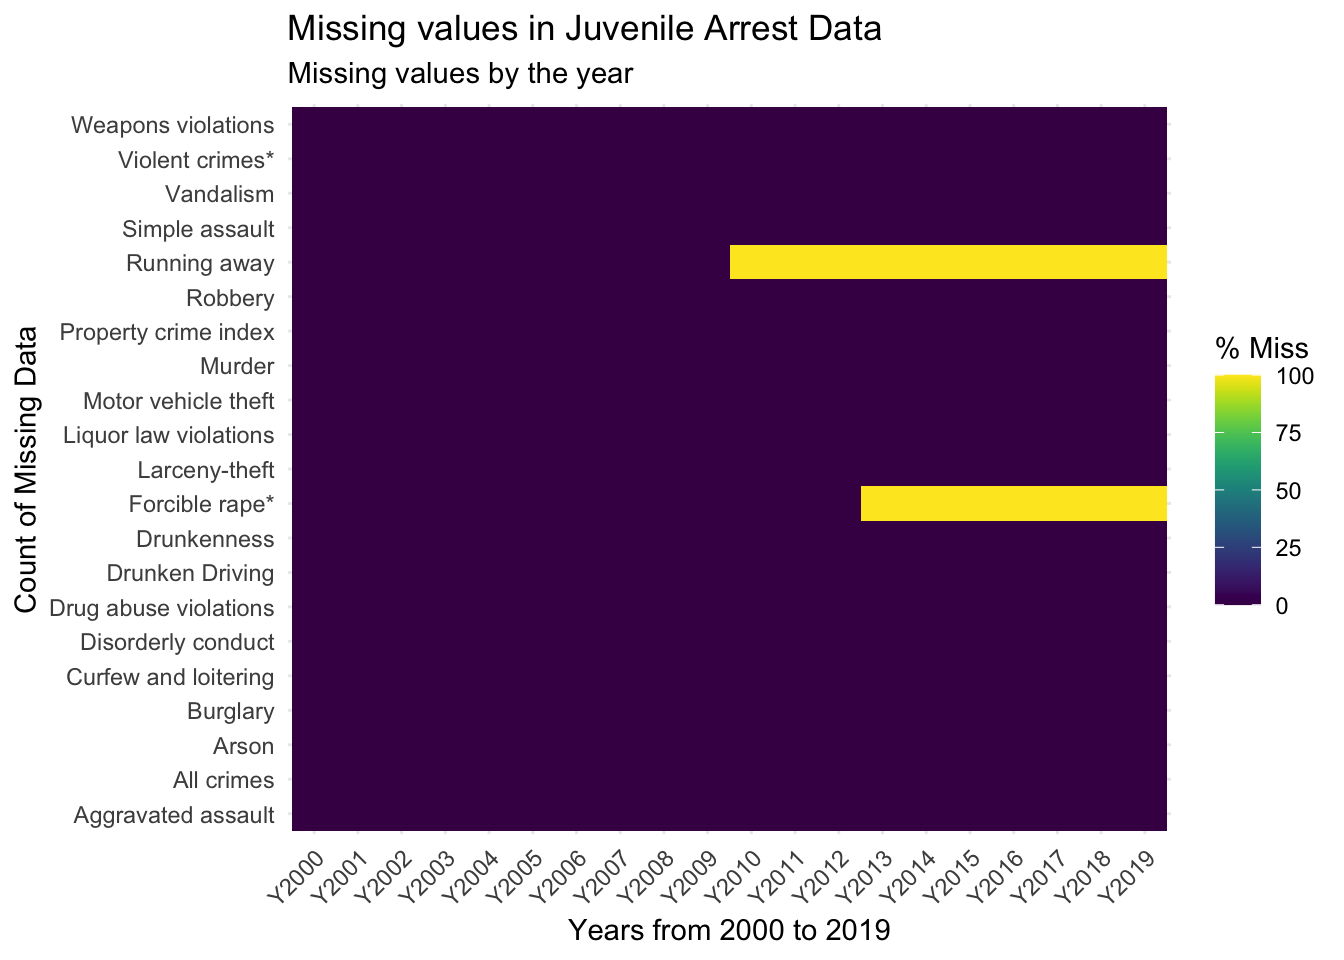 Missing values in Juvenile Arrest Data
Missing values by the year
Count of Missing Data
Weapons violations
Violent crimes*
Vandalism
Simple assault
Running away
Robbery
Property crime index
Murder
Motor vehicle theft
Liquor law violations
Larceny-theft
Forcible rape*
Drunkenness
Drunken Driving
Drug abuse violations
Disorderly conduct
Curfew and loitering
Burglary
Arson
All crimes
Aggravated assault
Y2000
Y2001
Y2002
Y2003
Y2004
Y2005
Y2006
Y2007
Y2008
Y2009
Y2010
Y2011
Y2012
Y2013
Y2014
Y2015
Y2016
Y2017
Y2018
Y2019
Years from 2000 to 2019
% Miss
100
75
50
25
0